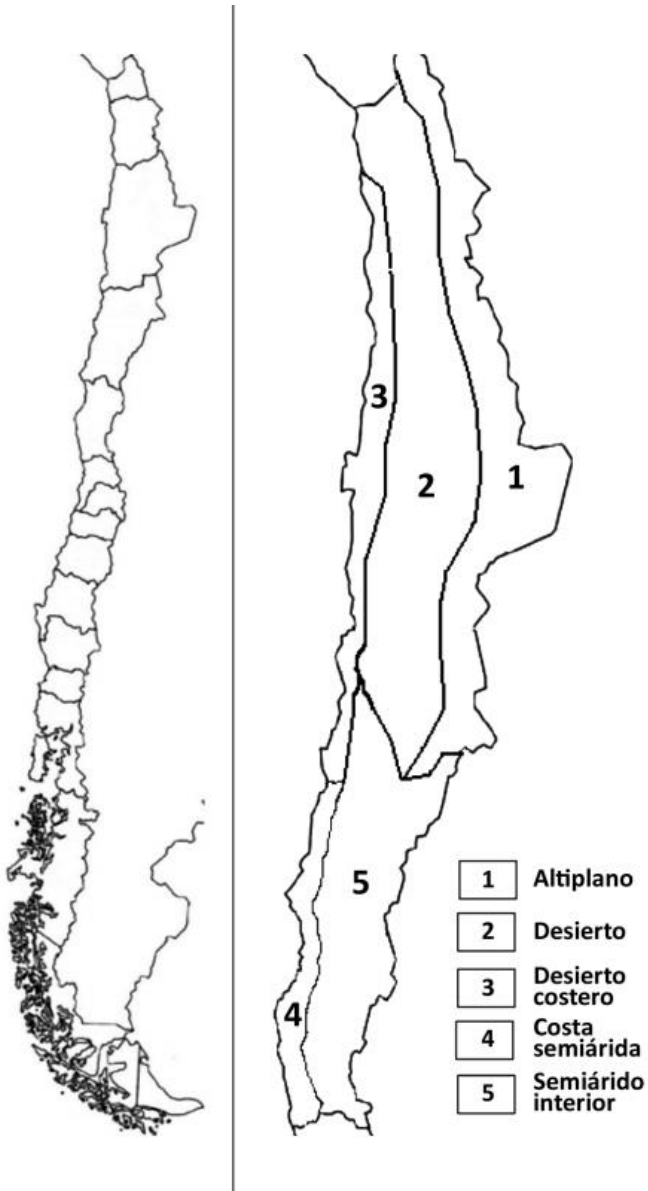 3
2
1
5
4
1 Altiplano
2 Desierto
3 Desierto
costero
4 Costa
semiárida
5 Semiárido
interior